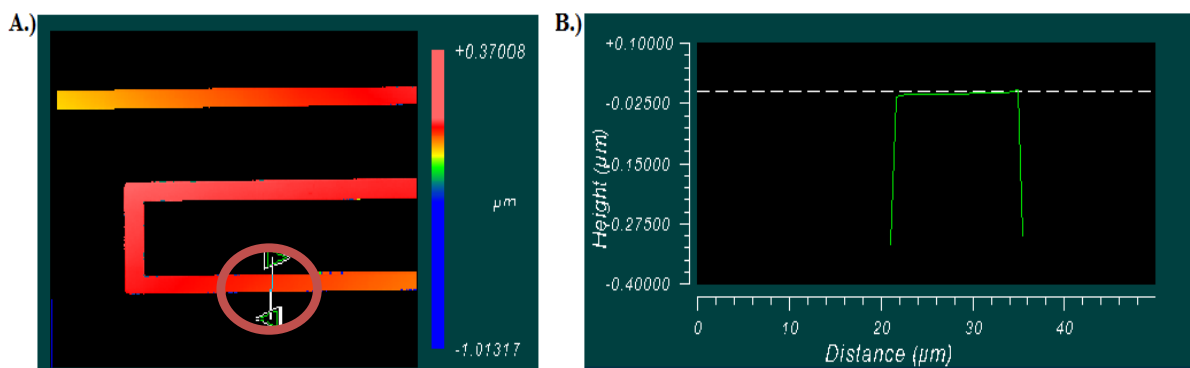 A.)
+0.37008
µm
-1.01317
B.)
+0.10000
-0.02500
-0.15000
-0.27500
-0.40000
Height (µm)
0 10 20 30 40
Distance (µm)